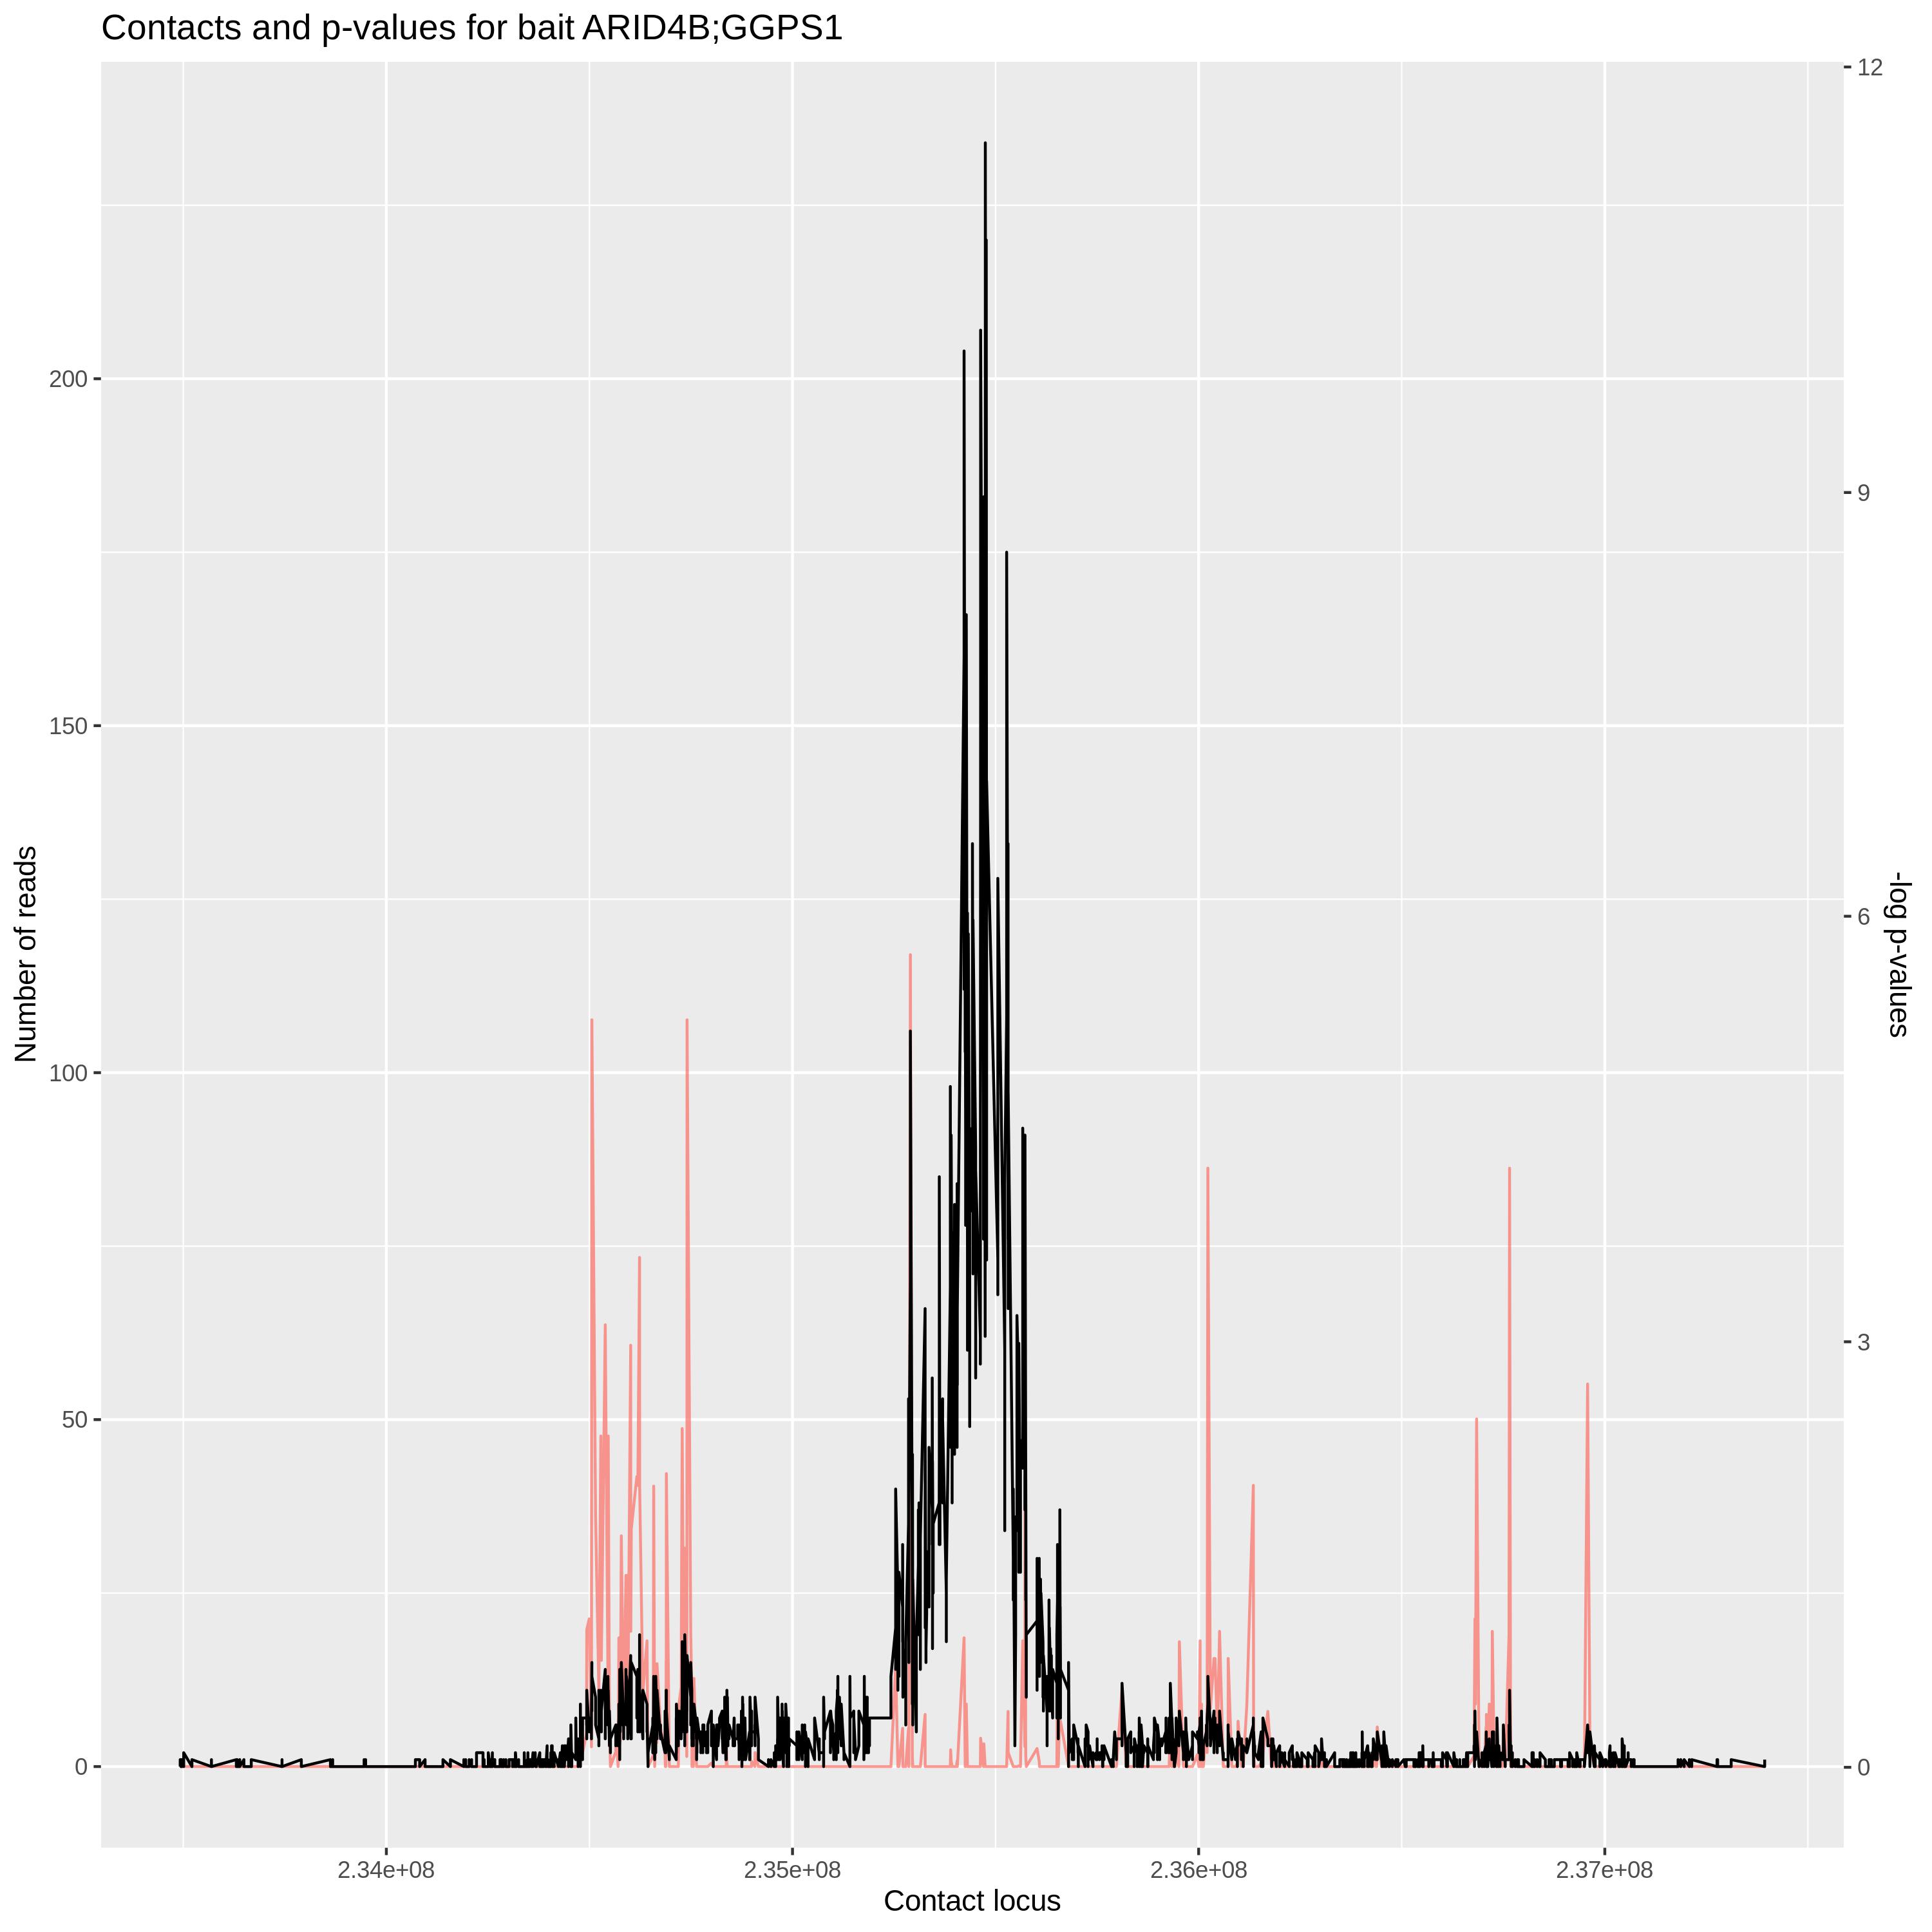 Contacts and p-values for bait ARID4B;GGPS1
Number of reads
200
150
100
50
0
12
9
6
3
0
-log p-values
2.34e+08
2.35e+08
2.36e+08
2.37e+08
Contact locus